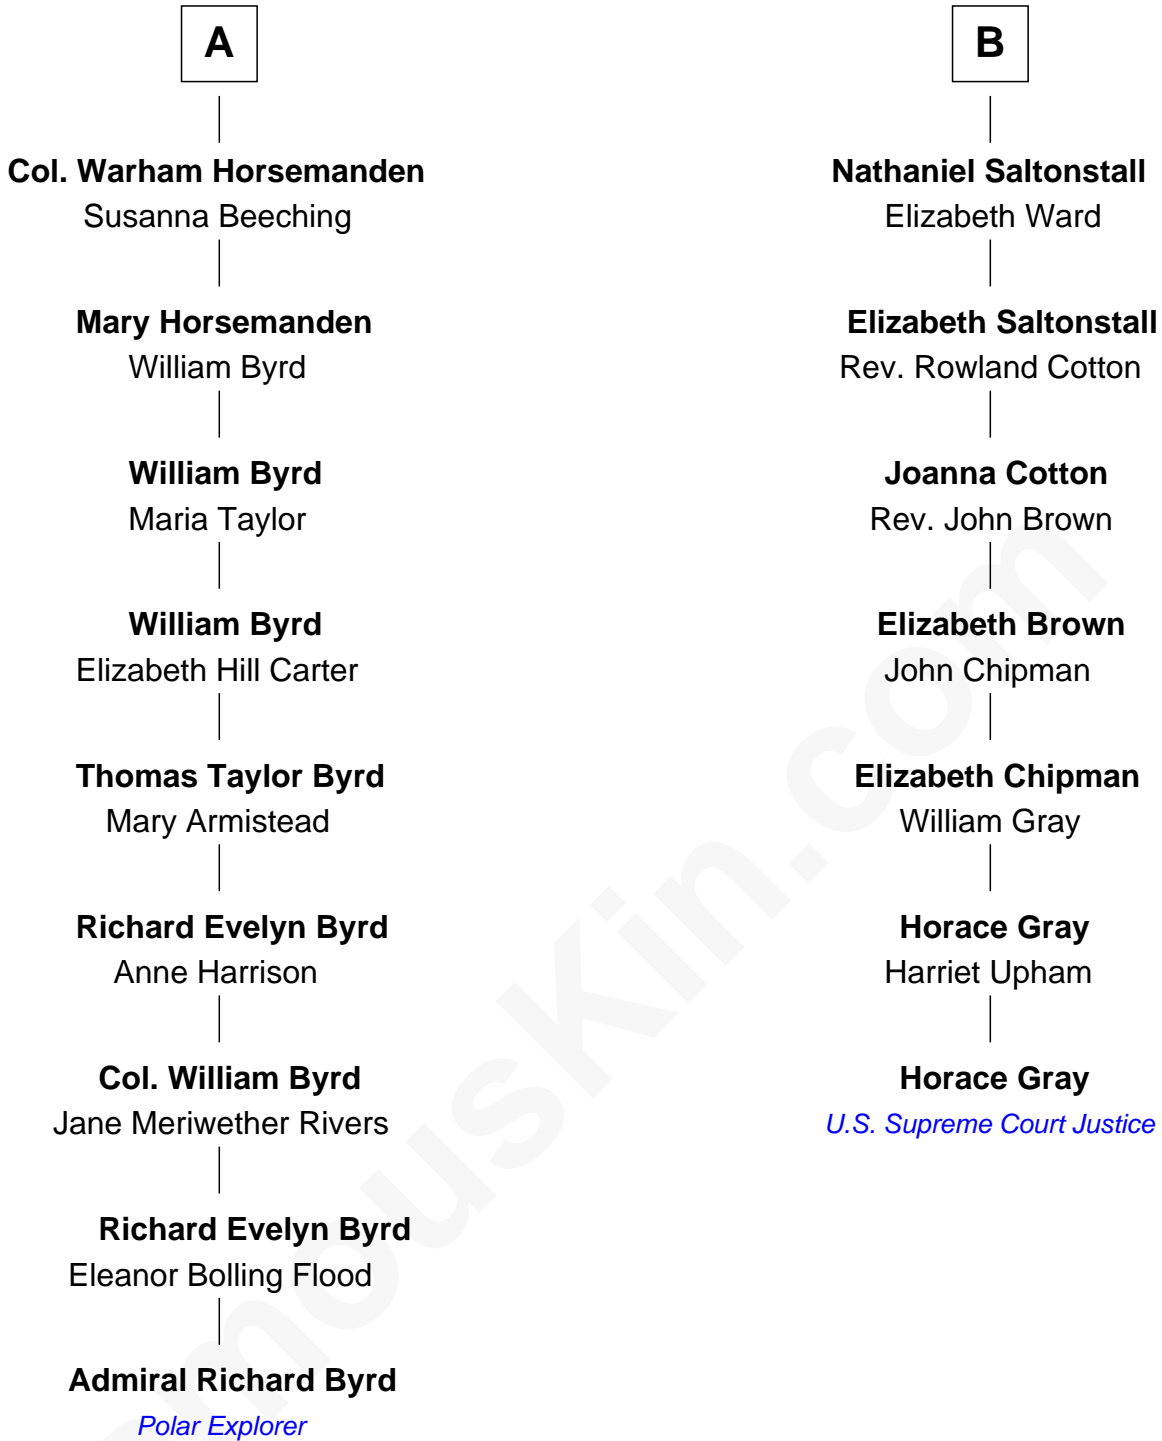 A
Col. Warham Horsemanden
Susanna Beeching
Mary Horsemanden
William Byrd
William Byrd
Maria Taylor
William Byrd
Elizabeth Hill Carter
Thomas Taylor Byrd
Mary Armistead
Richard Evelyn Byrd
Anne Harrison
Col. William Byrd
Jane Meriwether Rivers
Richard Evelyn Byrd
Eleanor Bolling Flood
Admiral Richard Byrd
Polar Explorer
B
Nathaniel Saltonstall
Elizabeth Ward
Elizabeth Saltonstall
Rev. Rowland Cotton
Joanna Cotton
Rev. John Brown
Elizabeth Brown
John Chipman
Elizabeth Chipman
William Gray
Horace Gray
Harriet Upham
Horace Gray
U.S. Supreme Court Justice
mousKin.com